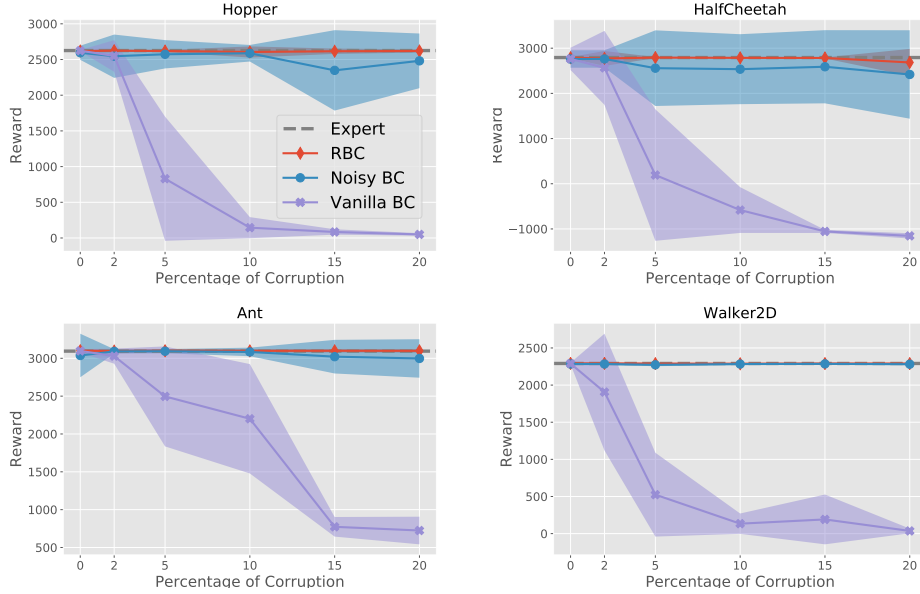 Hopper
3000
2500
2000
1500
1000
500
0
Reward
0 2 5 10 15 20
Percentage of Corruption
Expert
RBC
Noisy BC
Vanilla BC
HalfCheetah
3000
2000
1000
0
−1000
Reward
0 2 5 10 15 20
Percentage of Corruption
Ant
3000
2500
2000
1500
1000
500
Reward
0 2 5 10 15 20
Percentage of Corruption
Walker2D
2500
2000
1500
1000
500
0
Reward
0 2 5 10 15 20
Percentage of Corruption